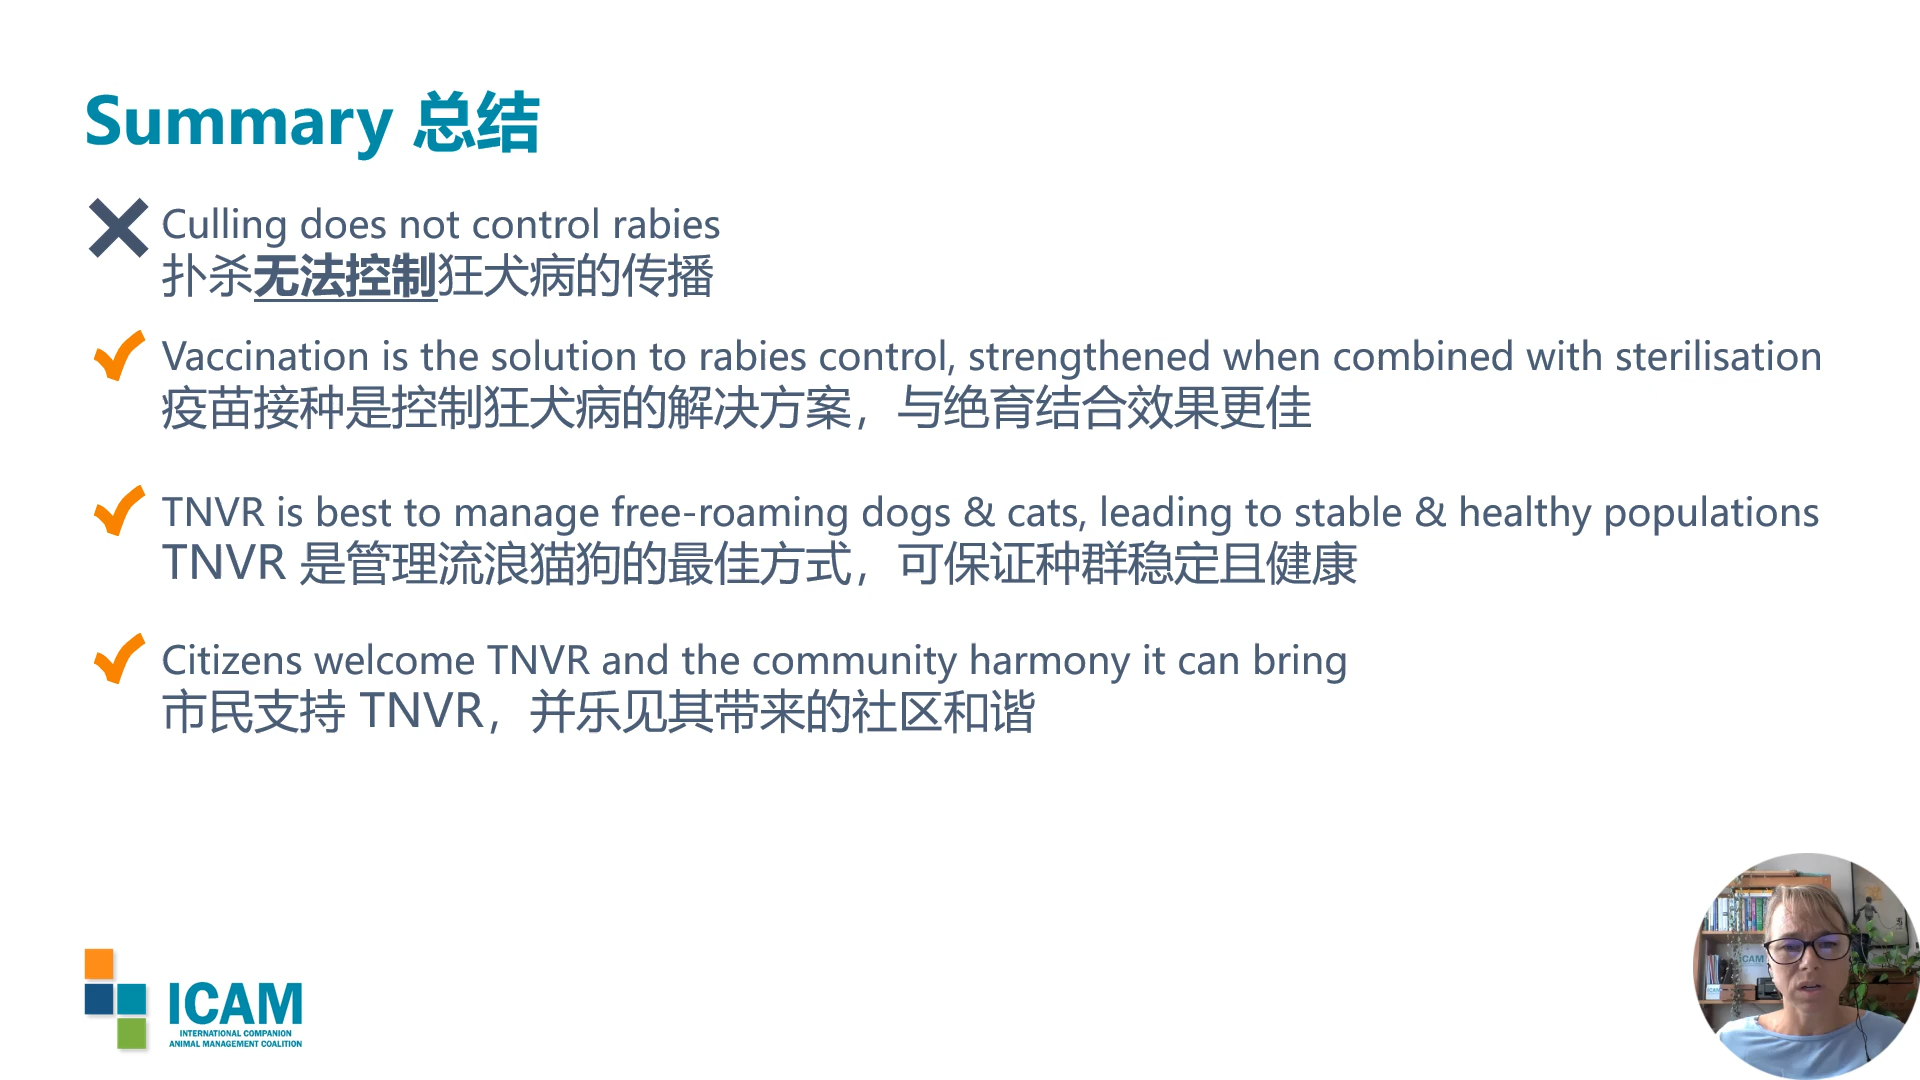 Summary 总结
Culling does not control rabies
扑杀无法控制狂犬病的传播
Vaccination is the solution to rabies control, strengthened when combined with sterilisation
疫苗接种是控制狂犬病的解决方案，与绝育结合效果更佳
TNVR is best to manage free-roaming dogs & cats, leading to stable & healthy populations
TNVR 是管理流浪猫狗的最佳方式，可保证种群稳定且健康
Citizens welcome TNVR and the community harmony it can bring
市民支持 TNVR，并乐见其带来的社区和谐
ICAM
INTERNATIONAL COMPANION
ANIMAL MANAGEMENT COALITION